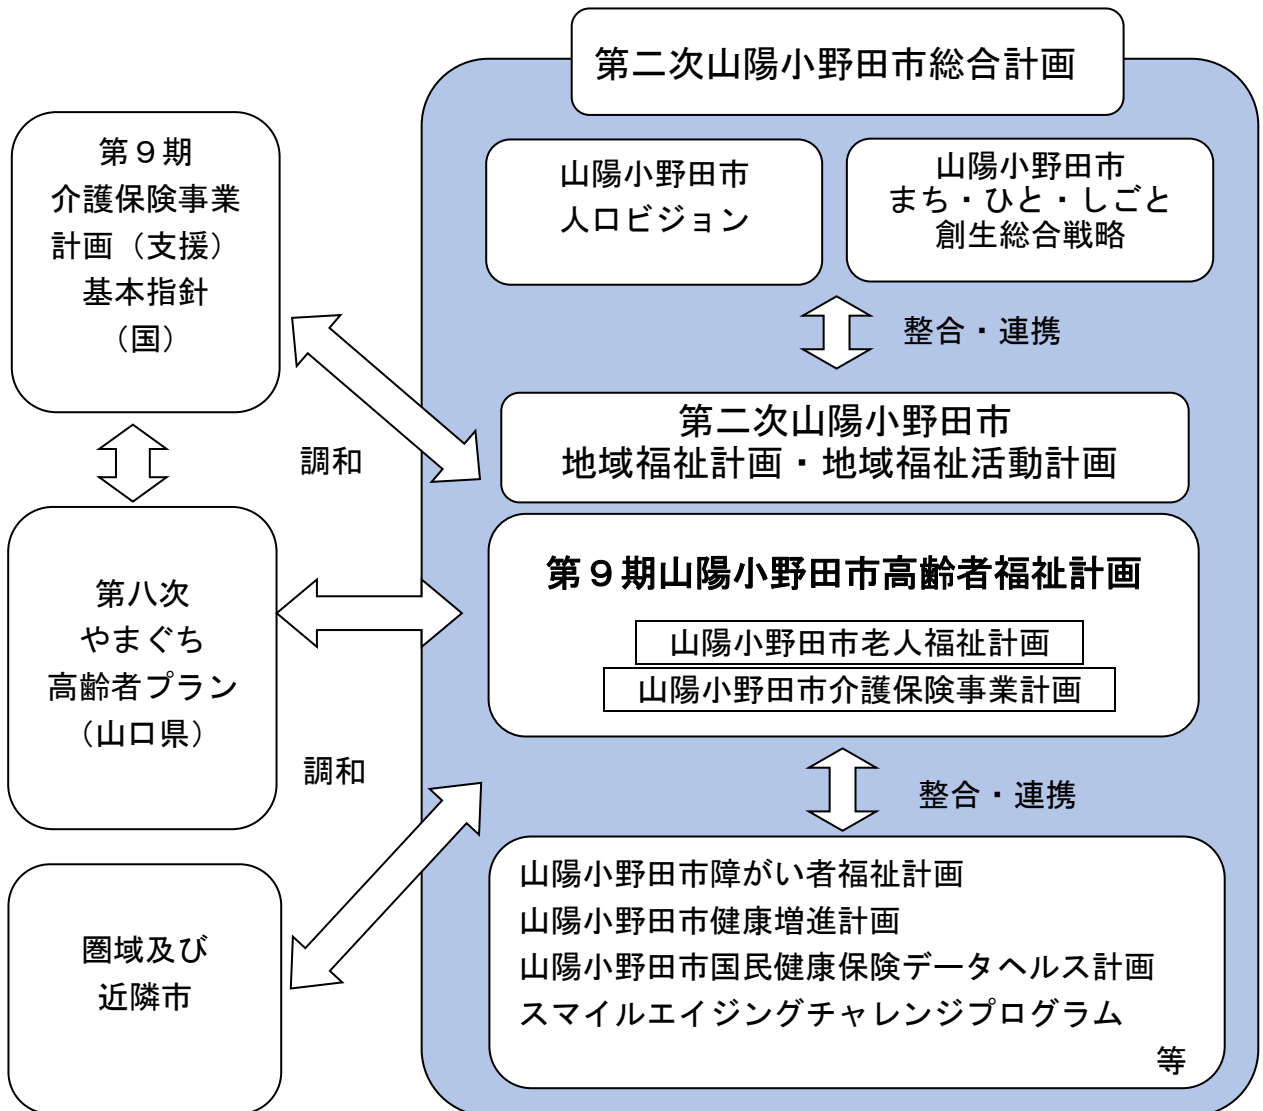 第二次山陽小野田市総合計画
第９期
介護保険事業
計画（支援）
基本指針
（国）
山陽小野田市
人口ビジョン
山陽小野田市
まち・ひと・しごと
創生総合戦略
整合・連携
調和
第二次山陽小野田市
地域福祉計画・地域福祉活動計画
第八次
やまぐち
高齢者プラン
（山口県）
第９期山陽小野田市高齢者福祉計画
山陽小野田市老人福祉計画
山陽小野田市介護保険事業計画
調和
整合・連携
圏域及び
近隣市
山陽小野田市障がい者福祉計画
山陽小野田市健康増進計画
山陽小野田市国民健康保険データヘルス計画
スマイルエイジングチャレンジプログラム
等